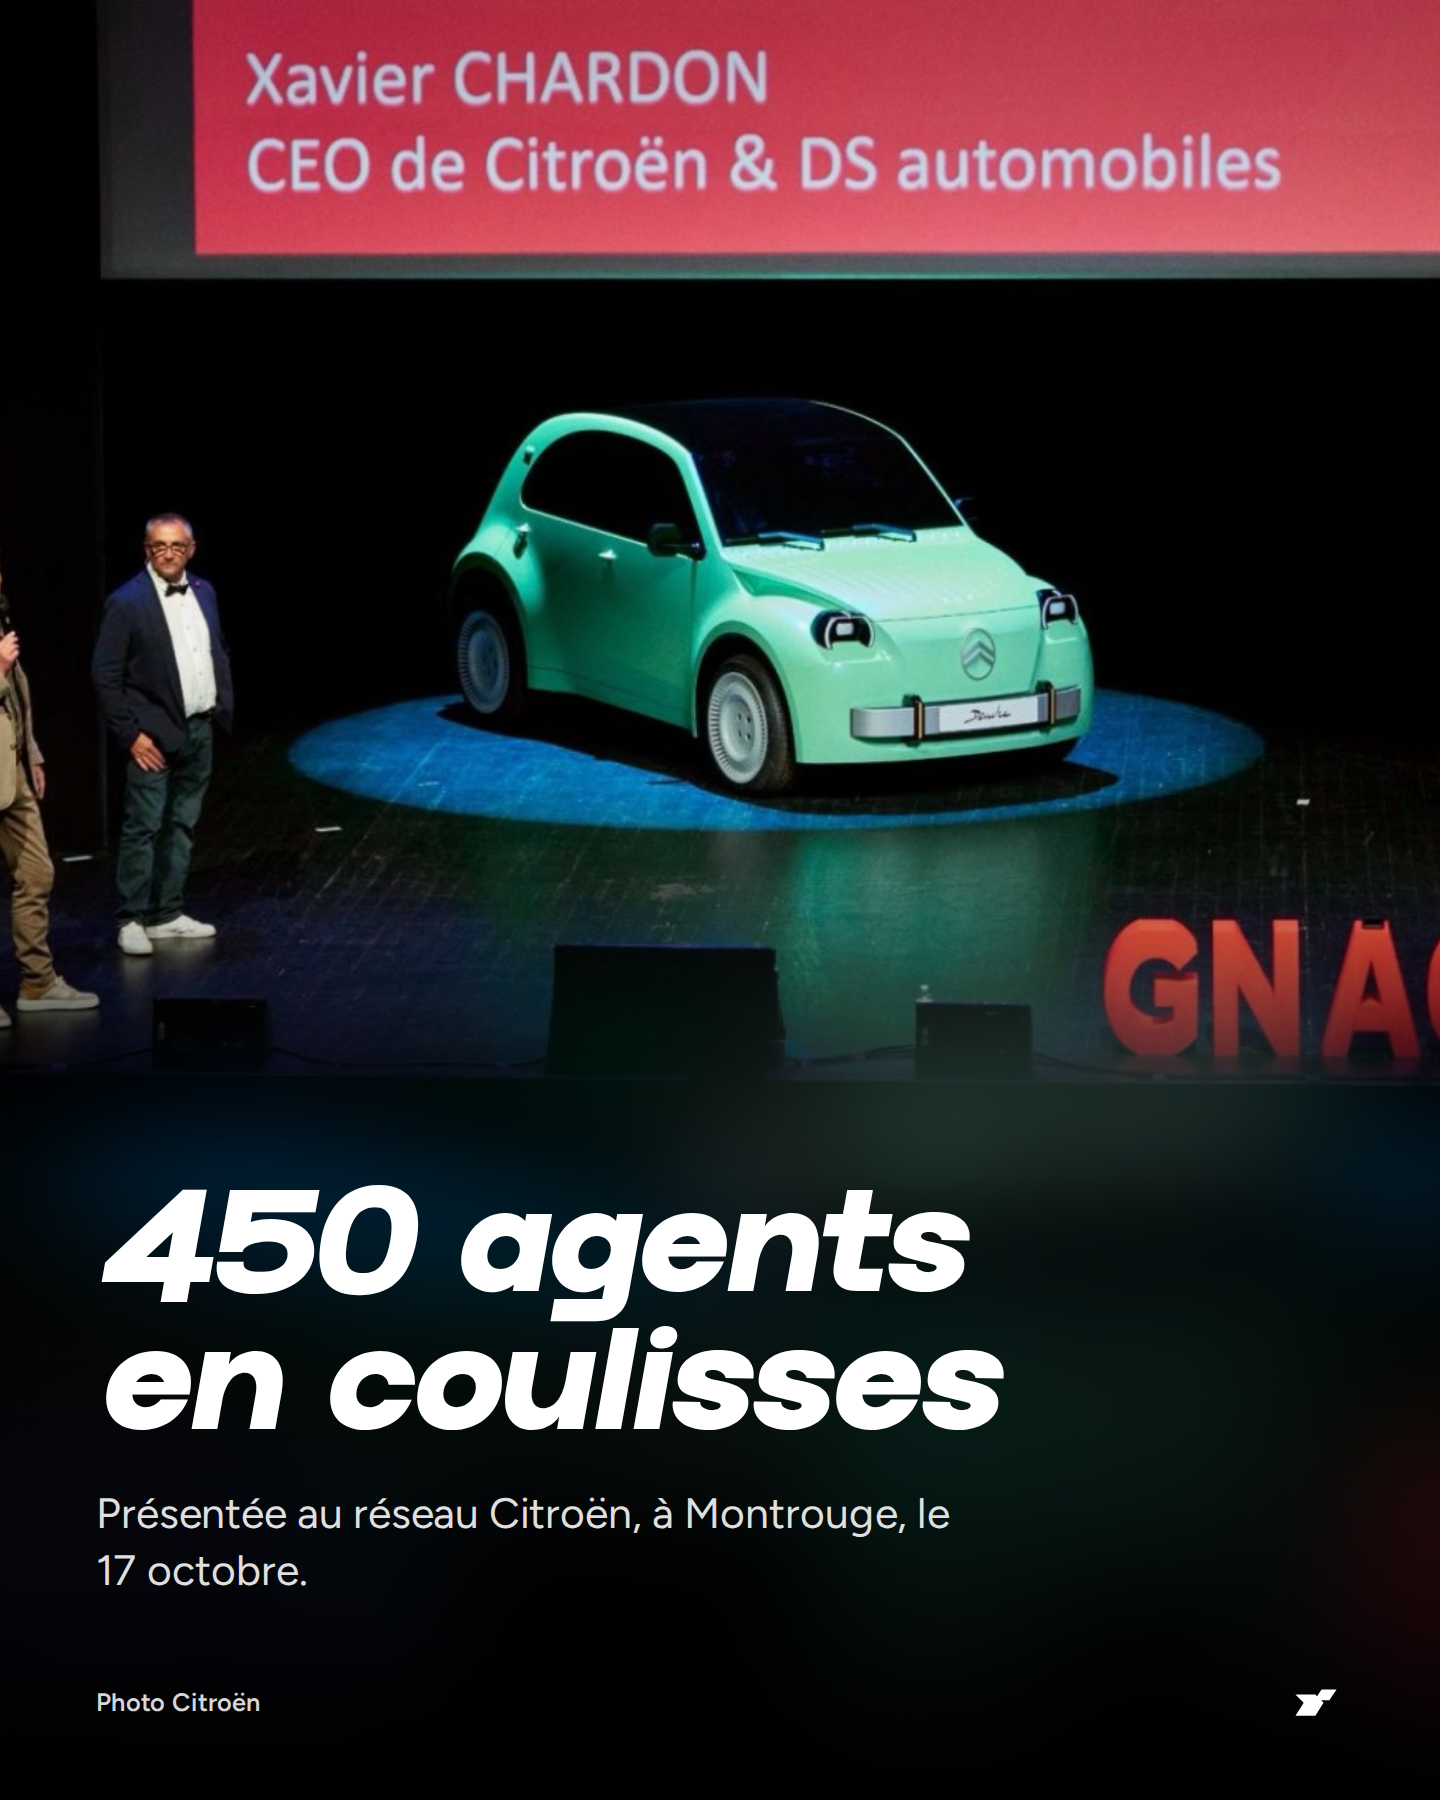 Xavier CHARDON
CEO de Citroën & DS automobiles
GNA
450 agents
en coulisses
Présentée au réseau Citroën, à Montrouge, le
17 octobre.
Photo Citroën